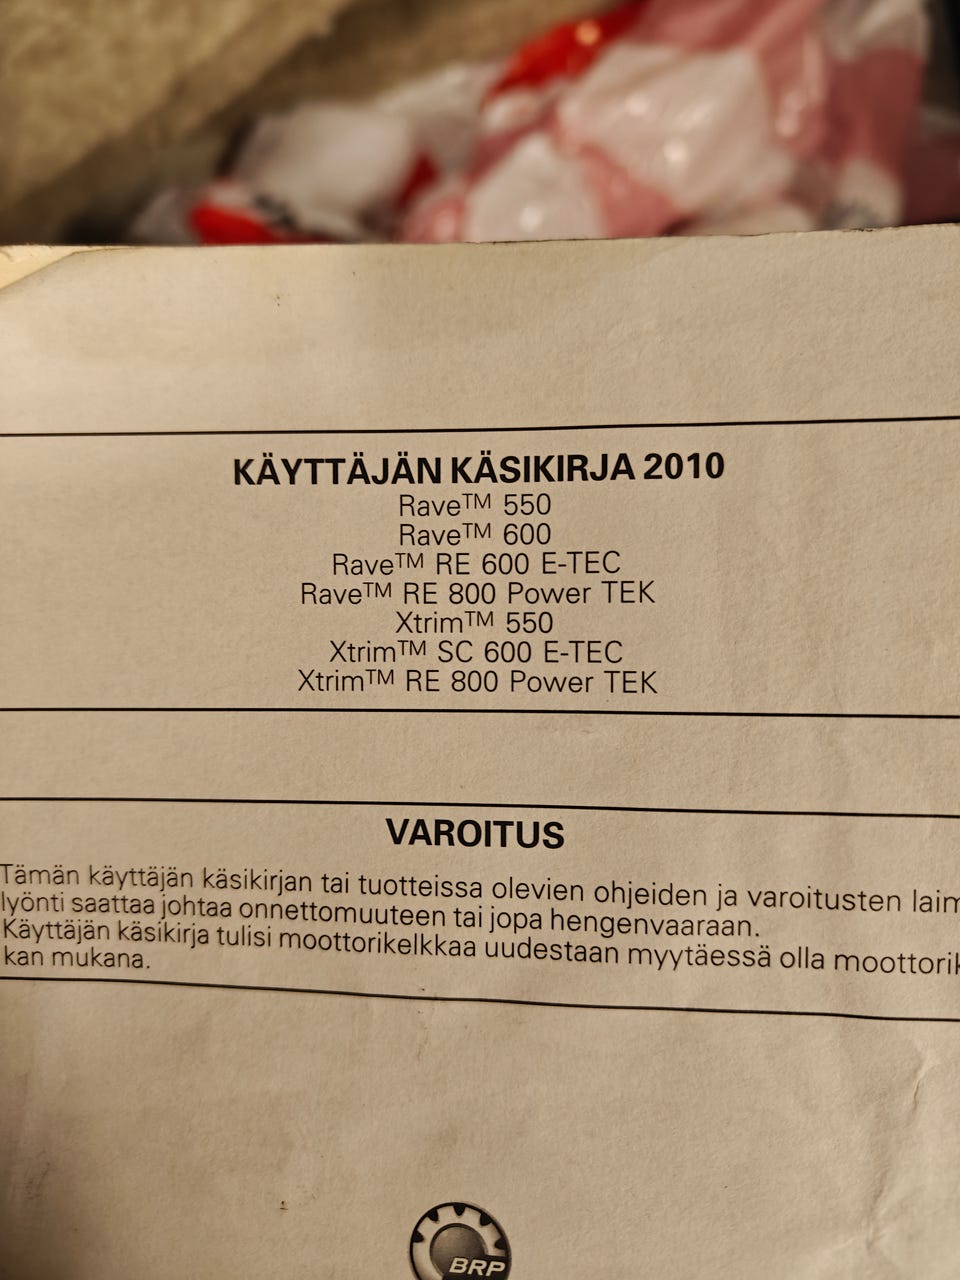 KÄYTTÄJÄN KÄSIKIRJA 2010
Rave™ 550
Rave™ 600
Rave™ RE 600 E-TEC
Rave™ RE 800 Power TEK
Xtrim™ 550
Xtrim™ SC 600 E-TEC
Xtrim™ RE 800 Power TEK
VAROITUS
Tämän käyttäjän käsikirjan tai tuotteissa olevien ohjeiden ja varoitusten laim
lyönti saattaa johtaa onnettomuuteen tai jopa hengenvaaraan.
Käyttäjän käsikirja tulisi moottorikelkkaa uudestaan myytäessä olla moottorik
kan mukana.
BRP